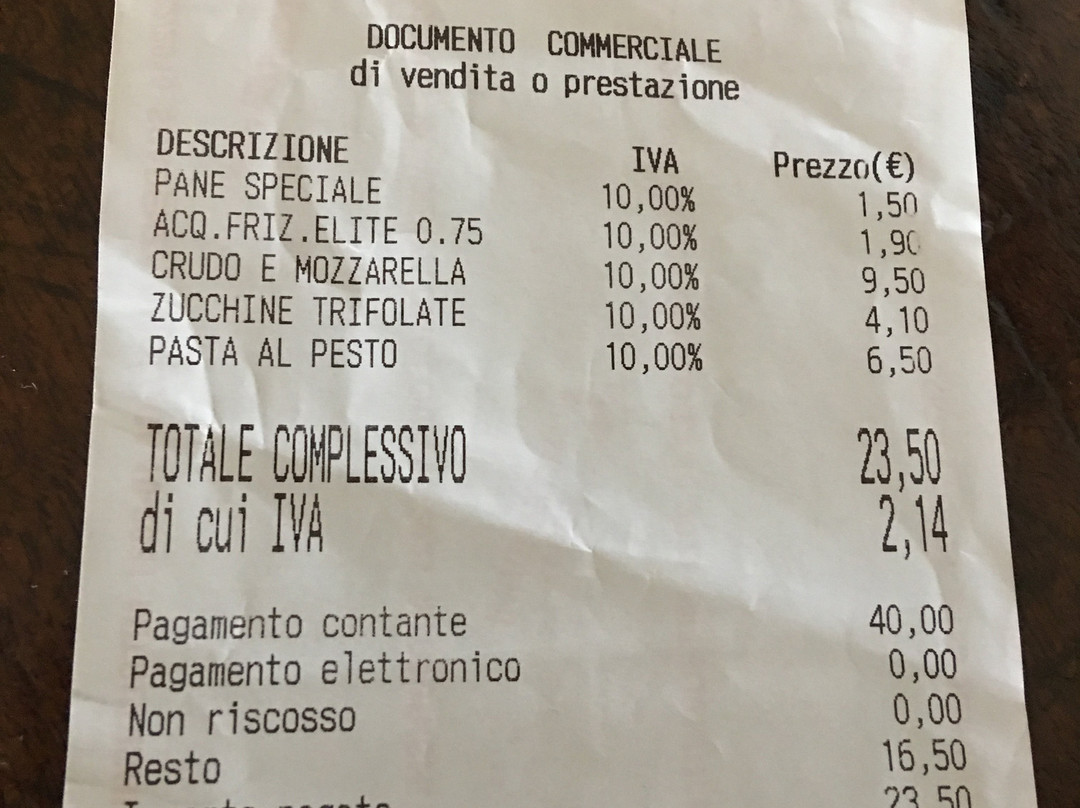 DOCUMENTO COMMERCIALE
di vendita o prestazione
DESCRIZIONE IVA Prezzo(€)
PANE SPECIALE 10,00% 1,50
ACQ.FRIZ.ELITE 0.75 10,00% 1,90
CRUDO E MOZZARELLA 10,00% 9,50
ZUCCHINE TRIFOLATE 10,00% 4,10
PASTA AL PESTO 10,00% 6,50
TOTALE COMPLESSIVO 23,50
di cui IVA 2,14
Pagamento contante 40,00
Pagamento elettronico 0,00
Non riscosso 0,00
Resto 16,50
23,50